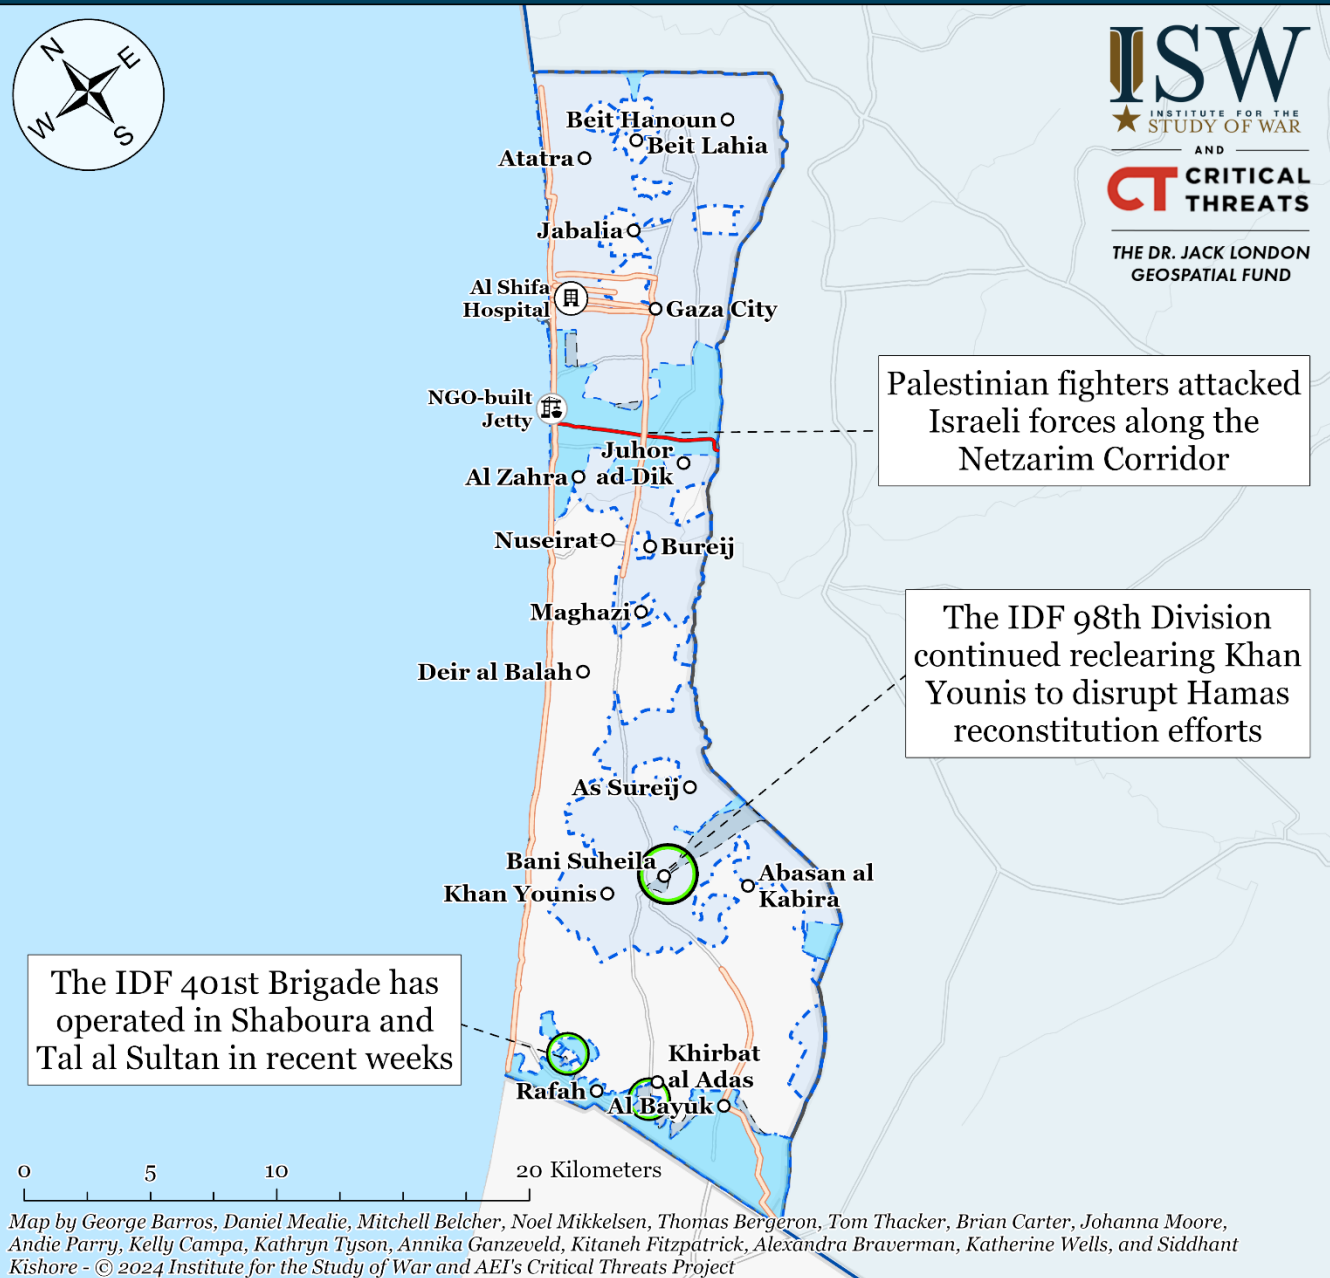 N
E
W
S
ISW
INSTITUTE FOR THE
STUDY OF WAR
AND
CT CRITICAL
THREATS
THE DR. JACK LONDON
GEOSPATIAL FUND
Beit Hanoun
Beit Lahia
Atatra
Jabalia
Al Shifa
Hospital
Gaza City
Palestinian fighters attacked
Israeli forces along the
Netzarim Corridor
NGO-built
Jetty
Juhor
ad Dik
Al Zahra
Nuseirat
Bureij
Maghazi
The IDF 98th Division
continued reclearing Khan
Younis to disrupt Hamas
reconstitution efforts
Deir al Balah
As Sureij
Bani Suheila
Abasan al
Kabira
Khan Younis
The IDF 401st Brigade has
operated in Shaboura and
Tal al Sultan in recent weeks
Khirbat
al Adas
Rafah
Al Bayuk
0 5 10 20 Kilometers
Map by George Barros, Daniel Mealie, Mitchell Belcher, Noel Mikkelsen, Thomas Bergeron, Tom Thacker, Brian Carter, Johanna Moore,
Andie Parry, Kelly Campa, Kathryn Tyson, Annika Ganzeveld, Kitaneh Fitzpatrick, Alexandra Braverman, Katherine Wells, and Siddhant
Kishore - © 2024 Institute for the Study of War and AEI's Critical Threats Project